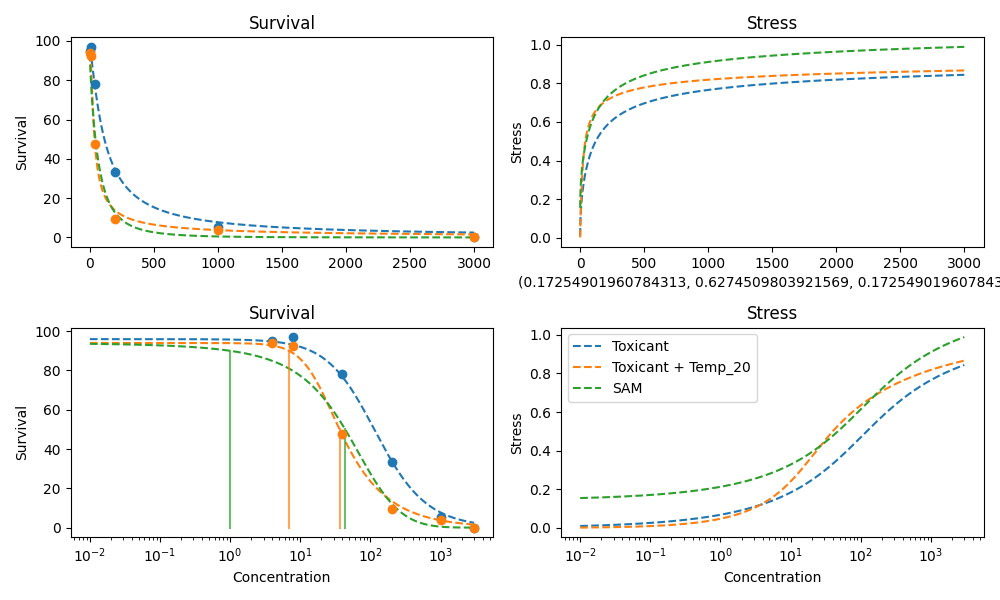 Survival
Stress
100
80
60
40
20
0
Survival
0 500 1000 1500 2000 2500 3000
1.0
0.8
0.6
0.4
0.2
0.0
Stress
0 500 1000 1500 2000 2500 3000
(0.17254901960784313, 0.6274509803921569, 0.172549019607843
Survival
Stress
100
80
60
40
20
0
Survival
10⁻² 10⁻¹ 10⁰ 10¹ 10² 10³
Concentration
1.0
0.8
0.6
0.4
0.2
0.0
Stress
Toxicant
Toxicant + Temp_20
SAM
10⁻² 10⁻¹ 10⁰ 10¹ 10² 10³
Concentration